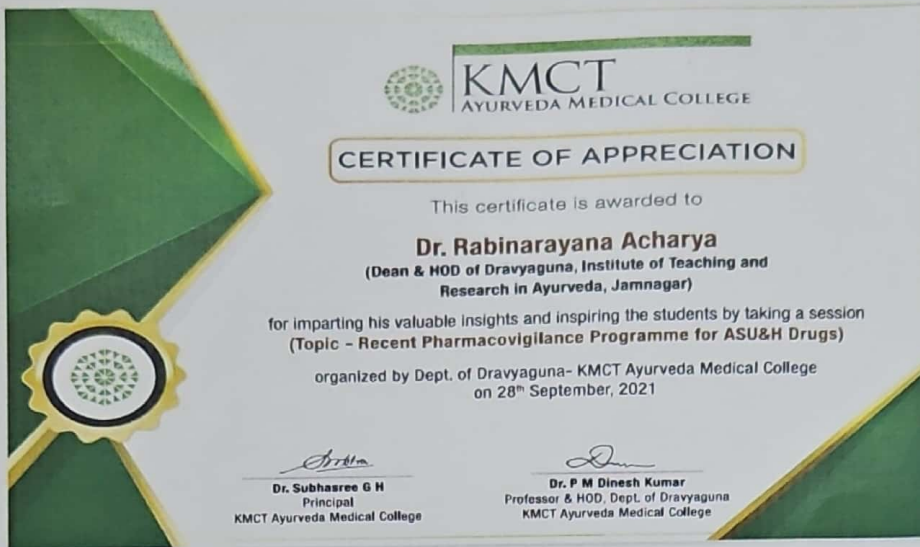 KMCT
AYURVEDA MEDICAL COLLEGE
CERTIFICATE OF APPRECIATION
This certificate is awarded to
Dr. Rabinarayana Acharya
(Dean & HOD of Dravyaguna, Institute of Teaching and
Research in Ayurveda, Jamnagar)
for imparting his valuable insights and inspiring the students by taking a session
(Topic - Recent Pharmacovigilance Programme for ASU&H Drugs)
organized by Dept. of Dravyaguna- KMCT Ayurveda Medical College
on 28th September, 2021
Dr. Subhasree G H
Principal
KMCT Ayurveda Medical College
Dr. P M Dinesh Kumar
Professor & HOD, Dept. of Dravyaguna
KMCT Ayurveda Medical College